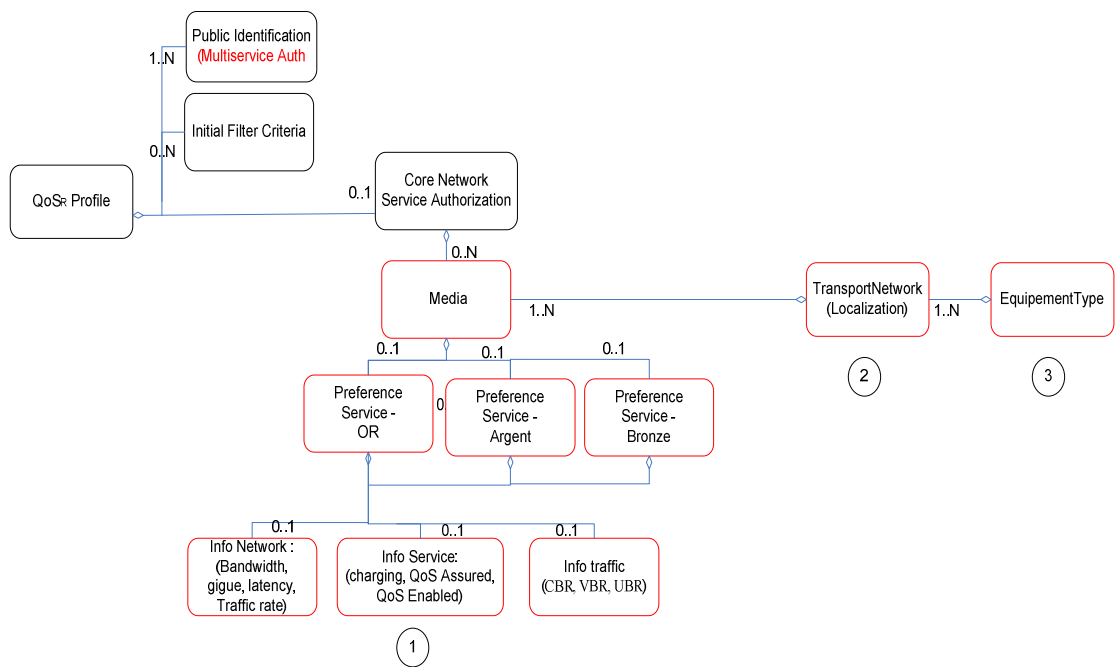 Public Identification
(Multiservice Auth
1..N
Initial Filter Criteria
0..N
QoSR Profile
0..1
Core Network
Service Authorization
0..N
Media
1..N
TransportNetwork
(Localization)
1..N
EquipementType
2
3
0..1
0..1
0..1
Preference
Service -
OR
0.
Preference
Service -
Argent
Preference
Service -
Bronze
0..1
0..1
0..1
Info Network :
(Bandwidth,
gigue, latency,
Traffic rate)
Info Service:
(charging, QoS Assured,
QoS Enabled)
Info traffic
(CBR, VBR, UBR)
1